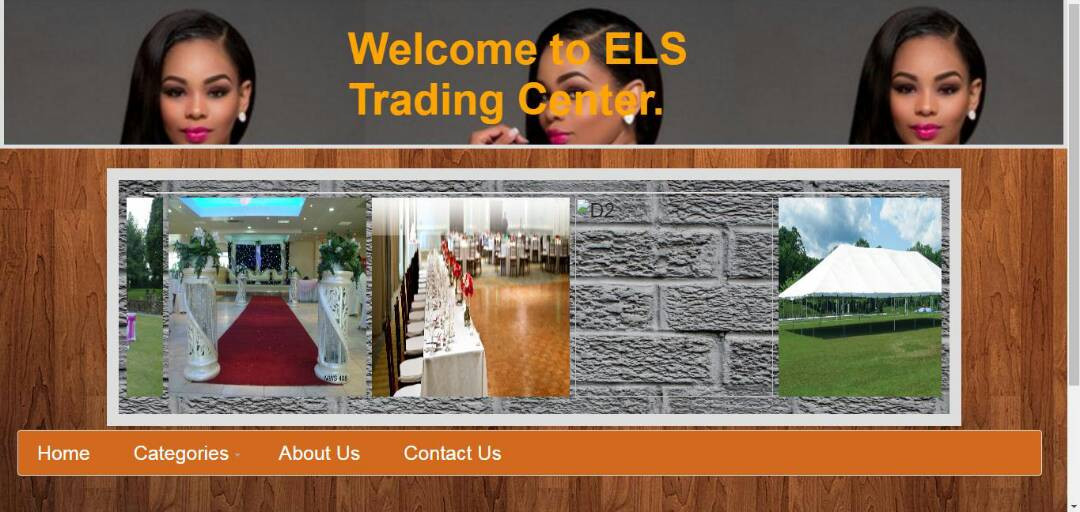 Welcome to ELS
Trading Center.
D2
Home Categories About Us Contact Us